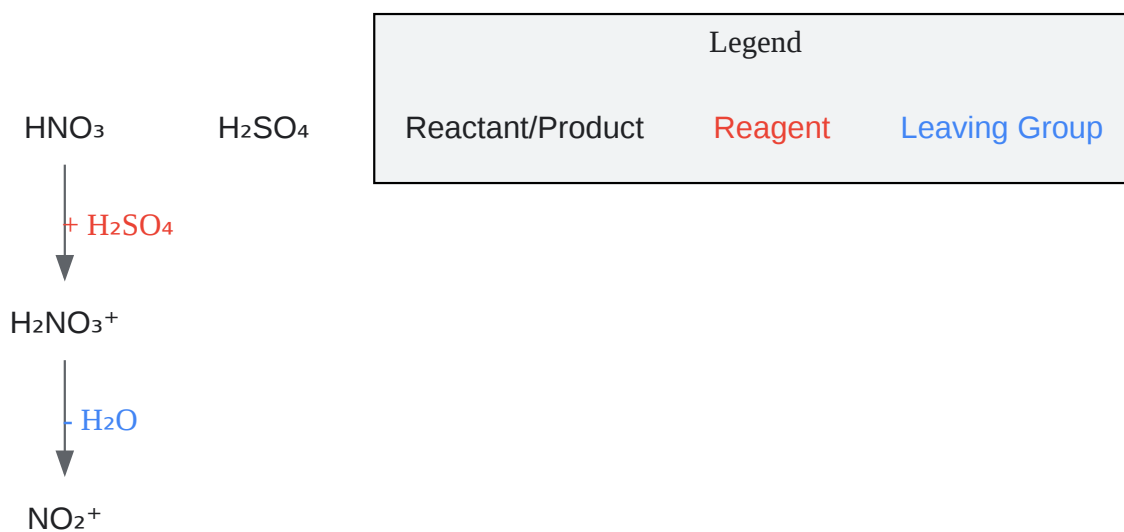 Legend
HNO₃ H₂SO₄ Reactant/Product Reagent Leaving Group
+ H₂SO₄
H₂NO₃⁺
- H₂O
NO₂⁺